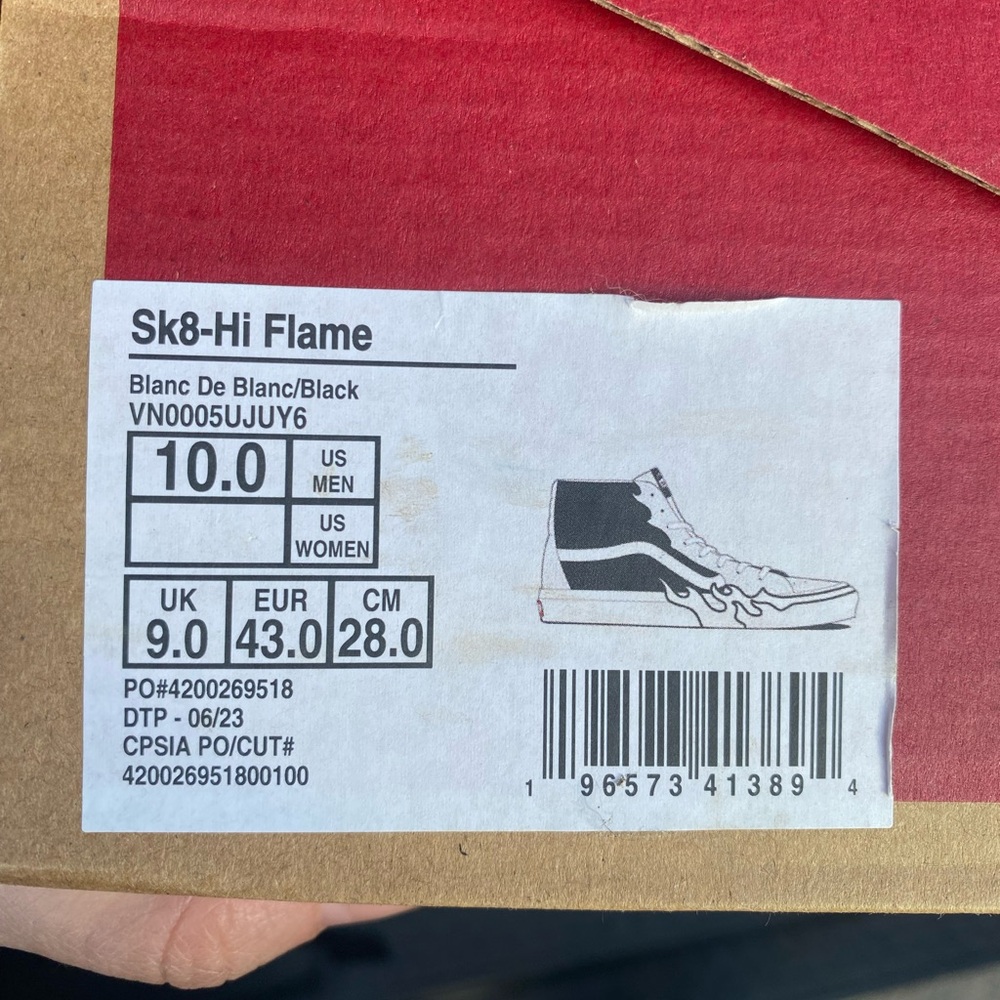 Sk8-Hi Flame
Blanc De Blanc/Black
VN0005UJUY6
10.0 US MEN
US WOMEN
UK EUR CM
9.0 43.0 28.0
PO#4200269518
DTP - 06/23
CPSIA PO/CUT#
420026951800100
1 96573 41389 4